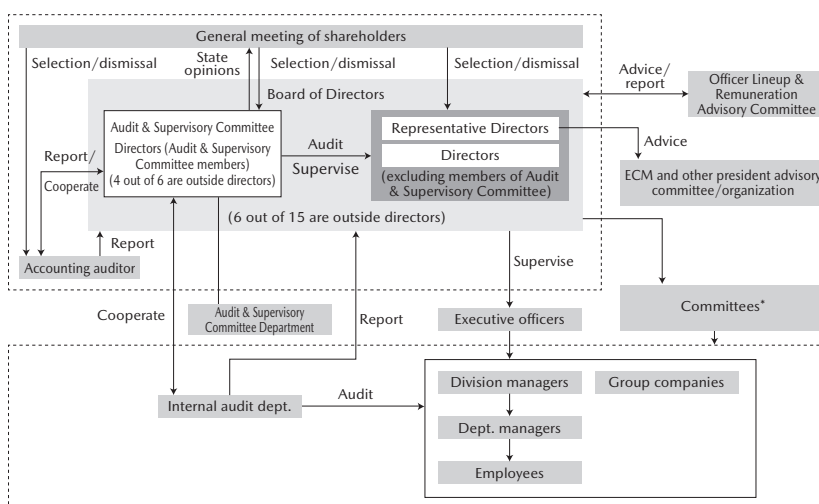 General meeting of shareholders
Selection/dismissal
State
opinions
Selection/dismissal
Selection/dismissal
Board of Directors
Advice/
report
Officer Lineup &
Remuneration
Advisory Committee
Audit & Supervisory Committee
Directors (Audit & Supervisory
Committee members)
(4 out of 6 are outside directors)
Audit
Supervise
Representative Directors
Directors
(excluding members of Audit
& Supervisory Committee)
Advice
ECM and other president advisory
committee/organization
Report/
Cooperate
(6 out of 15 are outside directors)
Report
Accounting auditor
Supervise
Cooperate
Audit & Supervisory
Committee Department
Report
Executive officers
Committees*
Internal audit dept.
Audit
Division managers
Group companies
Dept. managers
Employees